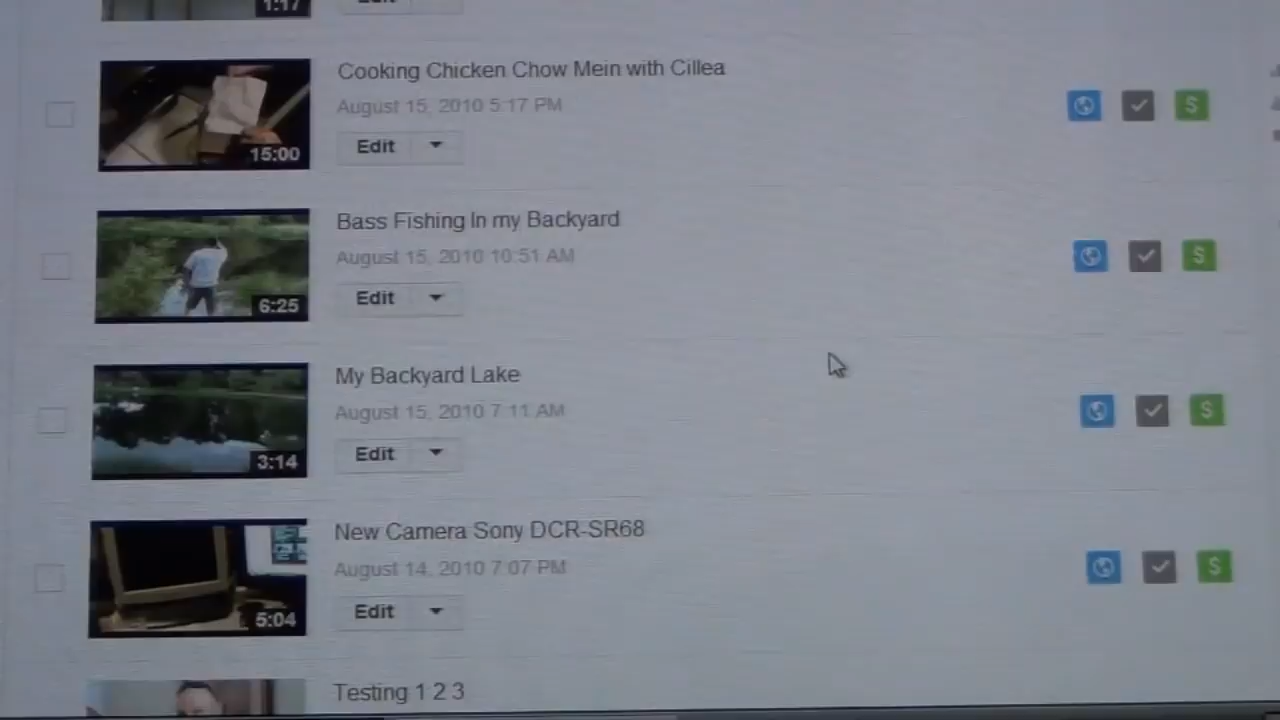 1:17
Edit
Cooking Chicken Chow Mein with Cillea
August 15, 2010 5:17 PM
15:00
Edit
$
Bass Fishing In my Backyard
August 15, 2010 10:51 AM
6:25
Edit
$
My Backyard Lake
August 15, 2010 7:11 AM
3:14
Edit
$
New Camera Sony DCR-SR68
August 14, 2010 7:07 PM
5:04
Edit
$
Testing 1 2 3